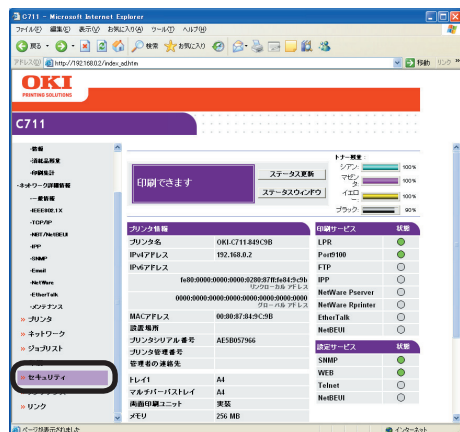 C711 - Microsoft Internet Explorer
ファイル(F) 編集(E) 表示(V) お気に入り(A) ツール(T) ヘルプ(H)
戻る 検索 お気に入り
アドレス(D) http://192.168.0.2/index_ad.htm 移動 リンク »
OKI
PRINTING SOLUTIONS
C711
-情報
-消耗品残量
-印刷集計
-ネットワーク詳細情報
-一般情報
-IEEE802.1X
-TCP/IP
-NBT/NetBEUI
-IPP
-SNMP
-Email
-NetWare
-EtherTalk
-メンテナンス
» プリンタ
» ネットワーク
» ジョブリスト
» セキュリティ
» リンク
印刷できます
ステータス更新
ステータスウィンドウ
トナー残量:
シアン: 100%
マゼンタ: 100%
イエロー: 100%
ブラック: 90%
プリンタ情報
プリンタ名 OKI-C711-849C9B
IPv4アドレス 192.168.0.2
IPv6アドレス
fe80:0000:0000:0000:0280:87ff:fe84:9c9b
リンクローカル アドレス
0000:0000:0000:0000:0000:0000:0000:0000
グローバル アドレス
MACアドレス 00:80:87:84:9C:9B
設置場所
プリンタシリアル番号 AE5B057966
プリンタ管理番号
管理者の連絡先
トレイ1 A4
マルチパーパストレイ A4
両面印刷ユニット 実装
メモリ 256 MB
印刷サービス 状態
LPR
Port9100
FTP
IPP
NetWare Pserver
NetWare Rprinter
EtherTalk
NetBEUI
設定サービス 状態
SNMP
WEB
Telnet
NetBEUI
ページが表示されました
インターネット